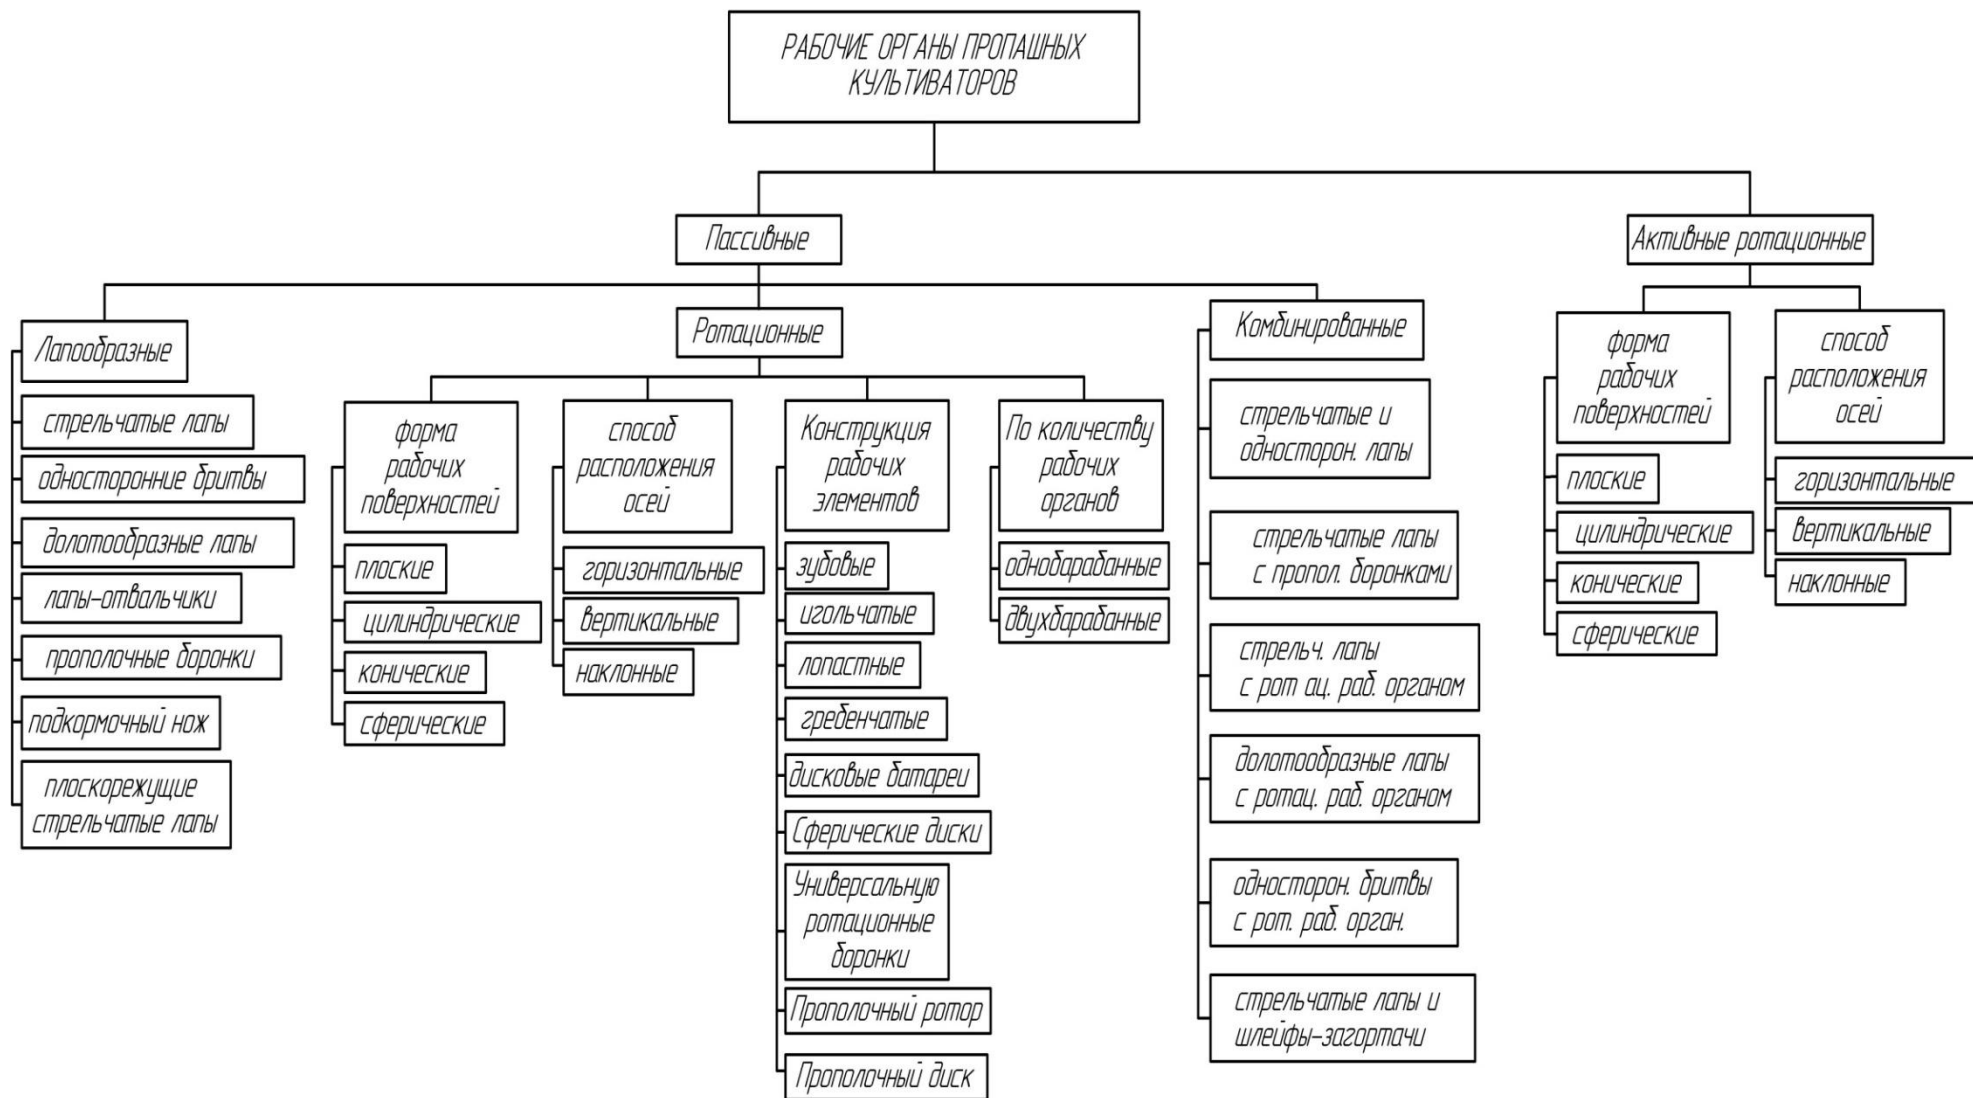 РАБОЧИЕ ОРГАНЫ ПРОПАШНЫХ
КУЛЬТИВАТОРОВ
Пассивные
Активные ротационные
Лапообразные
стрельчатые лапы
односторонние бритвы
долотообразные лапы
лапы-отвальчики
прополочные боронки
подкормочный нож
плоскорежущие
стрельчатые лапы
Ротационные
форма
рабочих
поверхностей
плоские
цилиндрические
конические
сферические
способ
расположения
осей
горизонтальные
вертикальные
наклонные
Конструкция
рабочих
элементов
зубовые
игольчатые
лопастные
гребенчатые
дисковые батареи
Сферические диски
Универсальную
ротационные
боронки
Прополочный ротор
Прополочный диск
По количеству
рабочих
органов
однобарабанные
двухбарабанные
Комбинированные
стрельчатые и
односторон. лапы
стрельчатые лапы
с пропол. боронками
стрельч. лапы
с рот ац. раб. органом
долотообразные лапы
с ротац. раб. органом
односторон. бритвы
с рот. раб. орган.
стрельчатые лапы и
шлейфы-загортачи
форма
рабочих
поверхностей
плоские
цилиндрические
конические
сферические
способ
расположения
осей
горизонтальные
вертикальные
наклонные